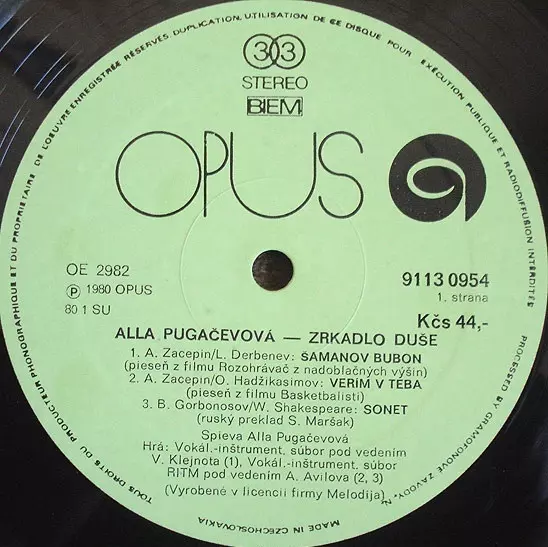 TOUS DROITS DU PRODUCTEUR PHONOGRAPHIQUE ET DU PROPRIETAIRE DE L'OEUVRE ENREGISTRÉE RÉSERVES. DUPLICATION, UTILISATION DE CE DISQUE POUR EXÉCUTION PUBLIQUE ET RADIODIFFUSION INTERDITES
33
STEREO
BIEM
OPUS
OE 2982
9113 0954
℗ 1980 OPUS
1. strana
80 1 SU
Kčs 44,-
ALLA PUGAČEVOVÁ — ZRKADLO DUŠE
1. A. Zacepin/L. Derbenev: ŠAMANOV BUBON
(pieseň z filmu Rozohrávač z nadoblačných výšin)
2. A. Zacepin/O. Hadžikasimov: VERÍM V TEBA
(pieseň z filmu Basketbalisti)
3. B. Gorbonosov/W. Shakespeare: SONET
(ruský preklad S. Maršak)
Spieva Alla Pugačevová
Hrá: Vokál.-inštrument. súbor pod vedením
V. Klejnota (1), Vokál.-inštrument. súbor
RITM pod vedením A. Avilova (2, 3)
(Vyrobené v licencii firmy Melodija)
PROCESSED BY GRAMOFONOVÉ ZÁVODY, N.
MADE IN CZECHOSLOVAKIA